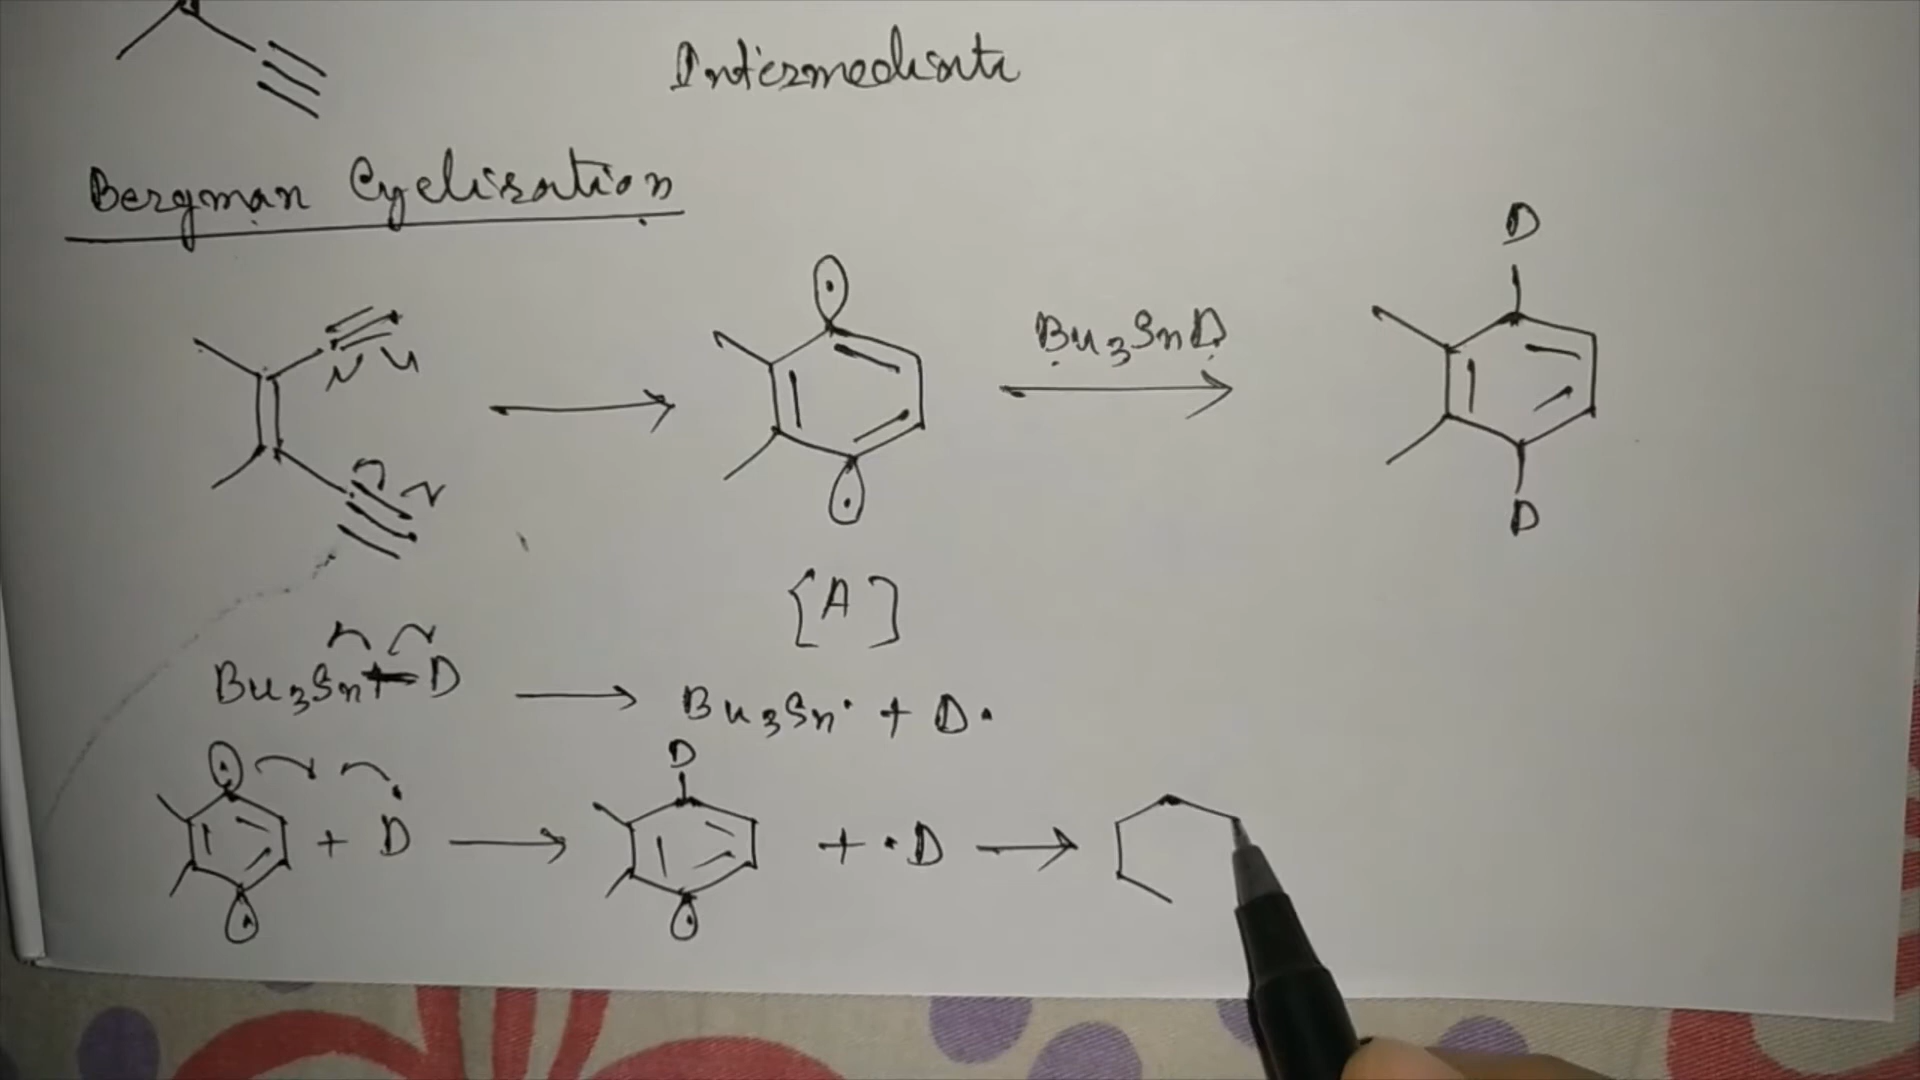 Intermediate
Bergman Cyclisation
D
Bu3SnD
D
[A]
Bu3Sn–D → Bu3Sn· + D·
D
+ D → + ·D →